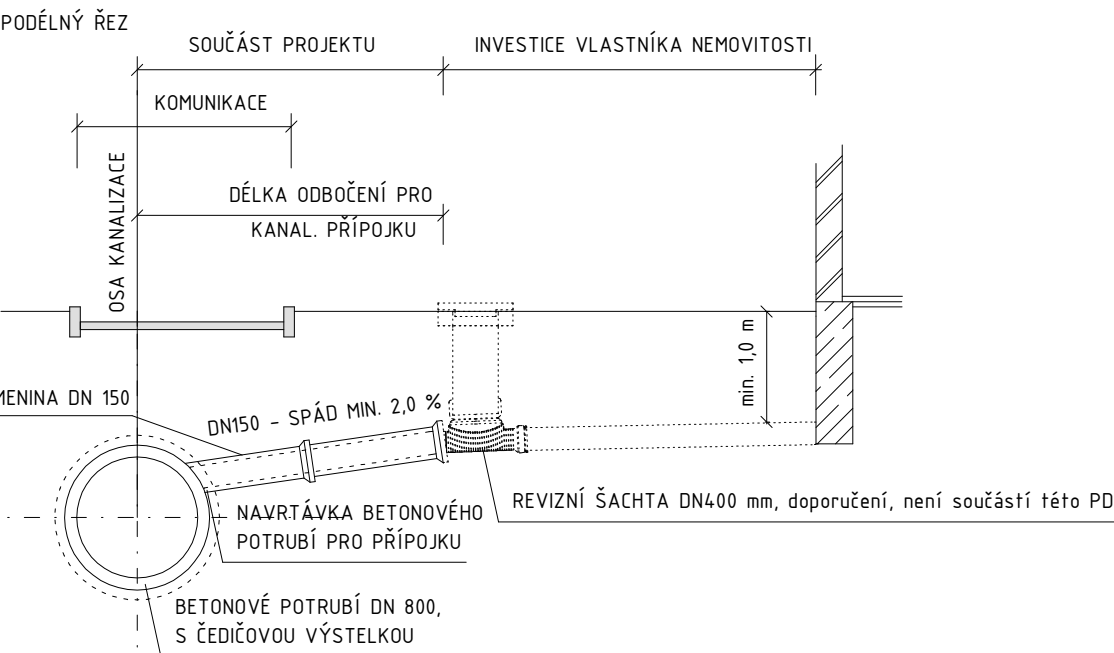 PODÉLNÝ ŘEZ
SOUČÁST PROJEKTU
INVESTICE VLASTNÍKA NEMOVITOSTI
KOMUNIKACE
OSA KANALIZACE
DÉLKA ODBOČENÍ PRO
KANAL. PŘÍPOJKU
min. 1,0 m
MENINA DN 150
DN150 - SPÁD MIN. 2,0 %
REVIZNÍ ŠACHTA DN400 mm, doporučení, není součástí této PD
NAVRTÁVKA BETONOVÉHO
POTRUBÍ PRO PŘÍPOJKU
BETONOVÉ POTRUBÍ DN 800,
S ČEDIČOVOU VÝSTELKOU